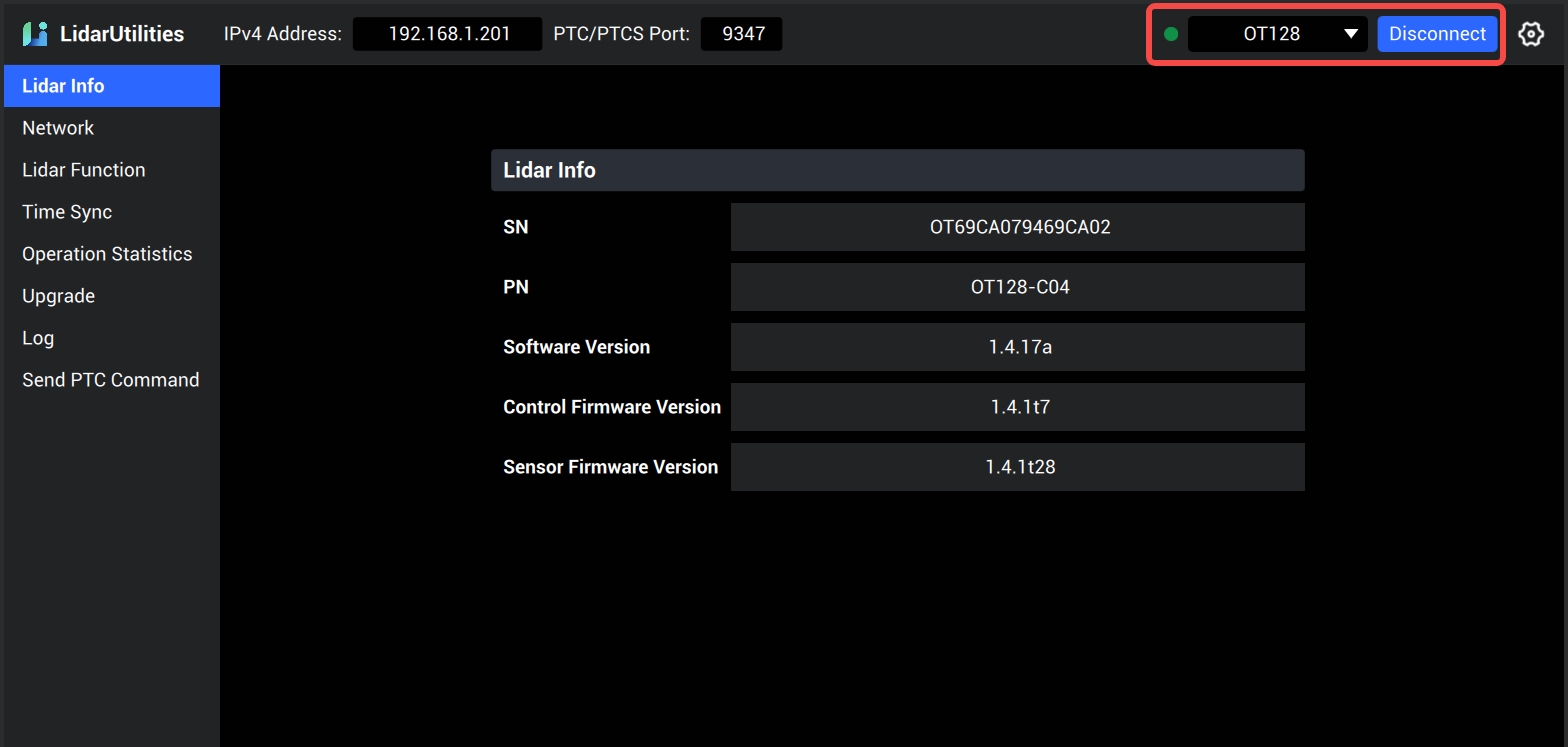 LidarUtilities IPv4 Address: 192.168.1.201 PTC/PTCS Port: 9347 OT128 Disconnect
Lidar Info
Network
Lidar Function
Time Sync
Operation Statistics
Upgrade
Log
Send PTC Command
Lidar Info
SN OT69CA079469CA02
PN OT128-C04
Software Version 1.4.17a
Control Firmware Version 1.4.1t7
Sensor Firmware Version 1.4.1t28